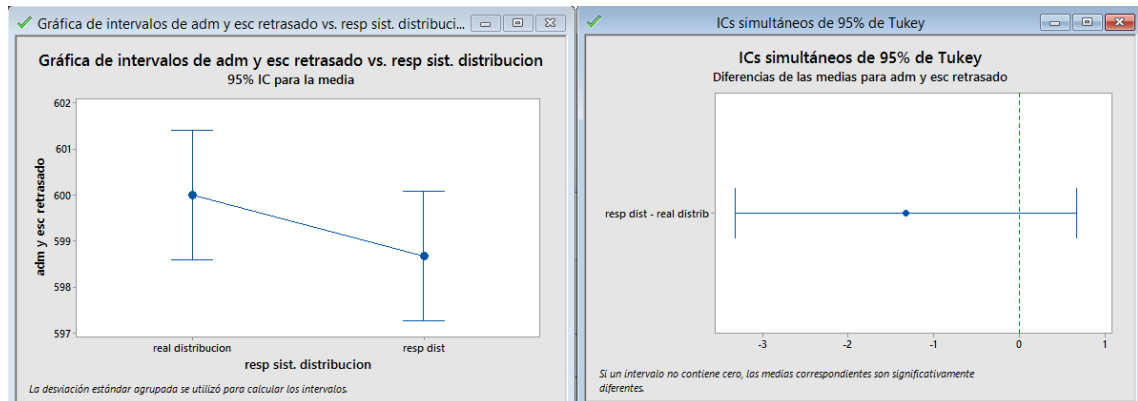 Gráfica de intervalos de adm y esc retrasado vs. resp sist. distribuci...
Gráfica de intervalos de adm y esc retrasado vs. resp sist. distribucion
95% IC para la media
adm y esc retrasado
602
601
600
599
598
597
real distribucion
resp dist
resp sist. distribucion
La desviación estándar agrupada se utilizó para calcular los intervalos.
ICs simultáneos de 95% de Tukey
ICs simultáneos de 95% de Tukey
Diferencias de las medias para adm y esc retrasado
resp dist - real distrib
-3
-2
-1
0
1
Si un intervalo no contiene cero, las medias correspondientes son significativamente
diferentes.